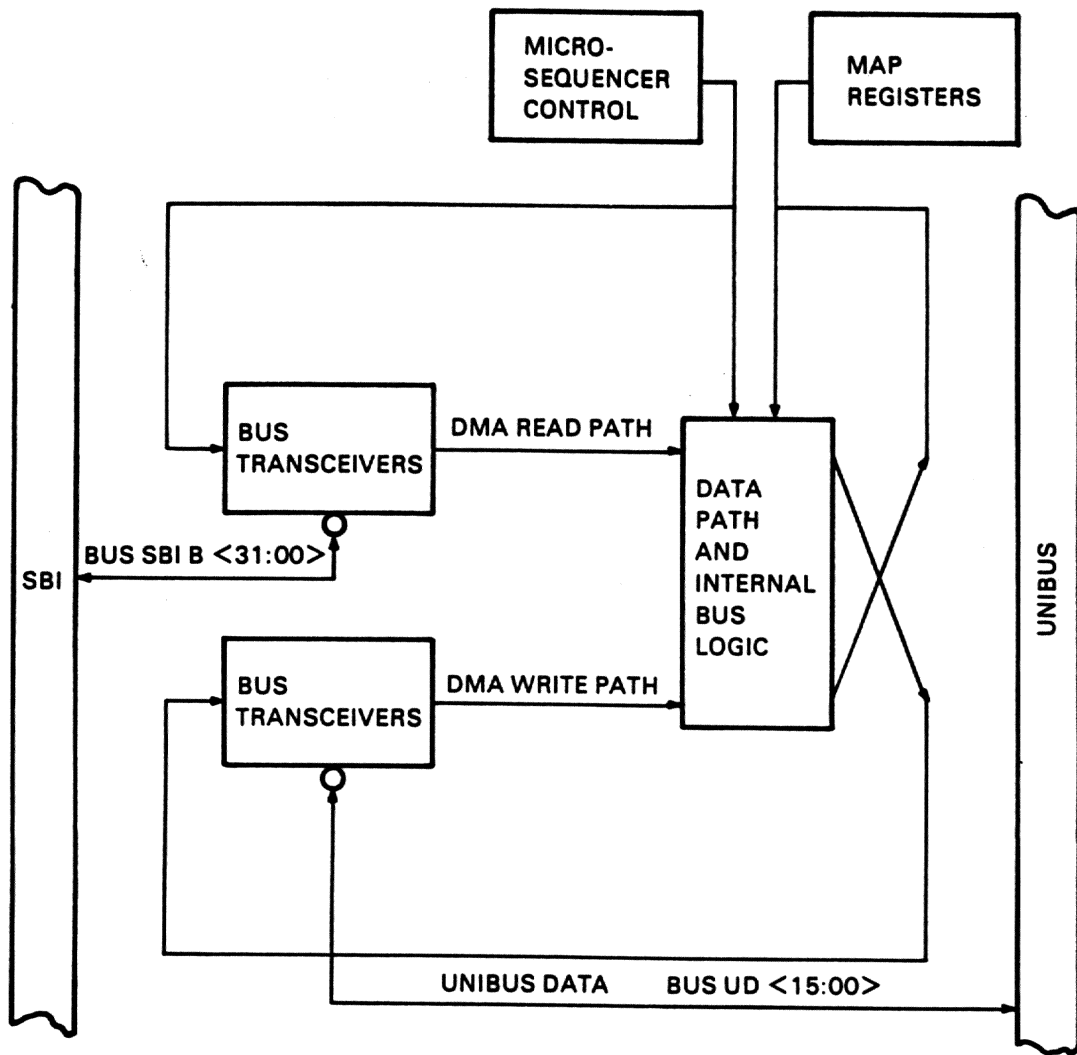 MICRO-
SEQUENCER
CONTROL
MAP
REGISTERS
BUS
TRANSCEIVERS
DMA READ PATH
DATA
PATH
AND
INTERNAL
BUS
LOGIC
BUS SBI B <31:00>
SBI
UNIBUS
BUS
TRANSCEIVERS
DMA WRITE PATH
UNIBUS DATA BUS UD <15:00>